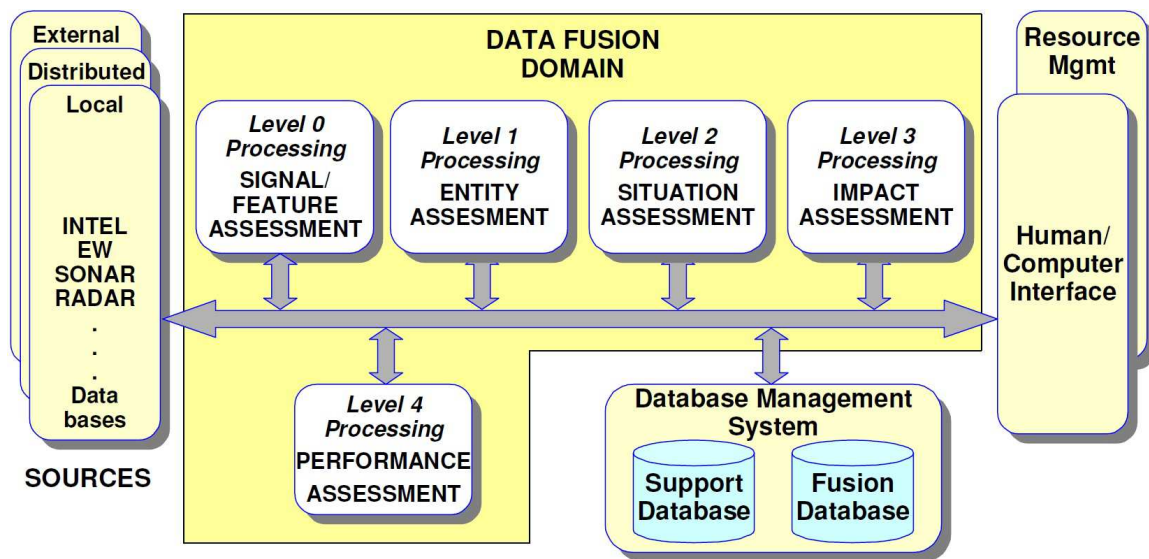 External
Distributed
Local
INTEL
EW
SONAR
RADAR
.
.
.
Data
bases
SOURCES
DATA FUSION
DOMAIN
Level 0
Processing
SIGNAL/
FEATURE
ASSESSMENT
Level 1
Processing
ENTITY
ASSESMENT
Level 2
Processing
SITUATION
ASSESSMENT
Level 3
Processing
IMPACT
ASSESSMENT
Level 4
Processing
PERFORMANCE
ASSESSMENT
Database Management
System
Support
Database
Fusion
Database
Resource
Mgmt
Human/
Computer
Interface